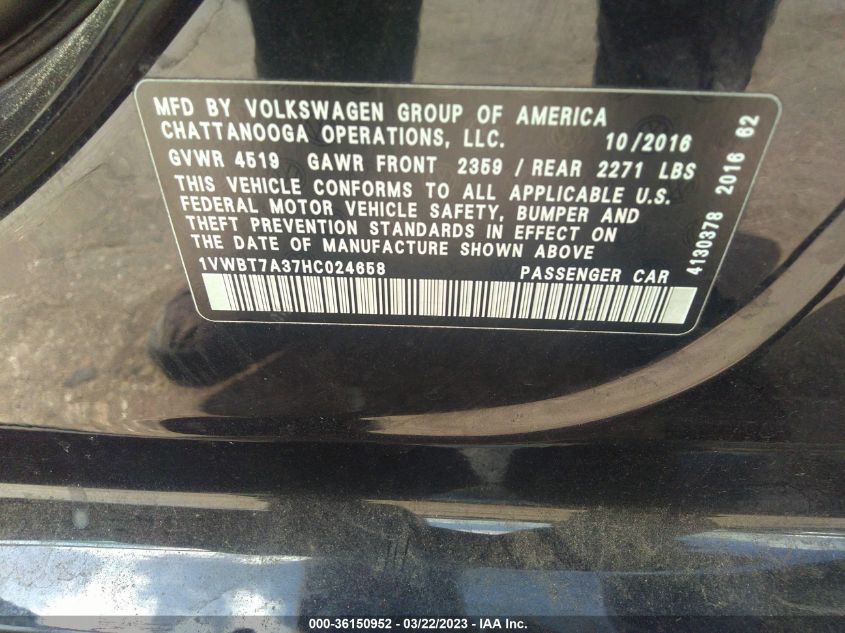 MFD BY VOLKSWAGEN GROUP OF AMERICA
CHATTANOOGA OPERATIONS, LLC. 10/2016
GVWR 4519 GAWR FRONT 2359 / REAR 2271 LBS
THIS VEHICLE CONFORMS TO ALL APPLICABLE U.S.
FEDERAL MOTOR VEHICLE SAFETY, BUMPER AND
THEFT PREVENTION STANDARDS IN EFFECT ON
THE DATE OF MANUFACTURE SHOWN ABOVE
1VWBT7A37HC024658 PASSENGER CAR
4130378 2016 62
000-36150952 - 03/22/2023 - IAA Inc.